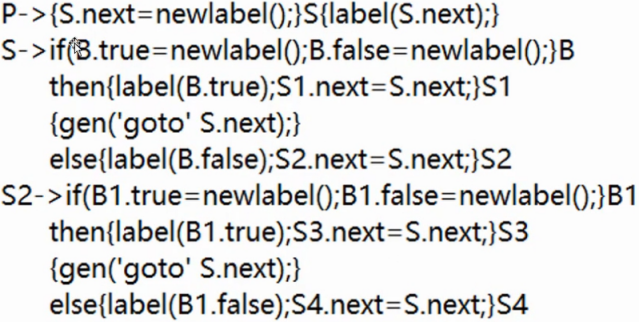 P->{S.next=newlabel();}S{label(S.next);}
S->if(B.true=newlabel();B.false=newlabel();}B
then{label(B.true);S1.next=S.next;}S1
{gen('goto' S.next);}
else{label(B.false);S2.next=S.next;}S2
S2->if(B1.true=newlabel();B1.false=newlabel();}B1
then{label(B1.true);S3.next=S.next;}S3
{gen('goto' S.next);}
else{label(B1.false);S4.next=S.next;}S4